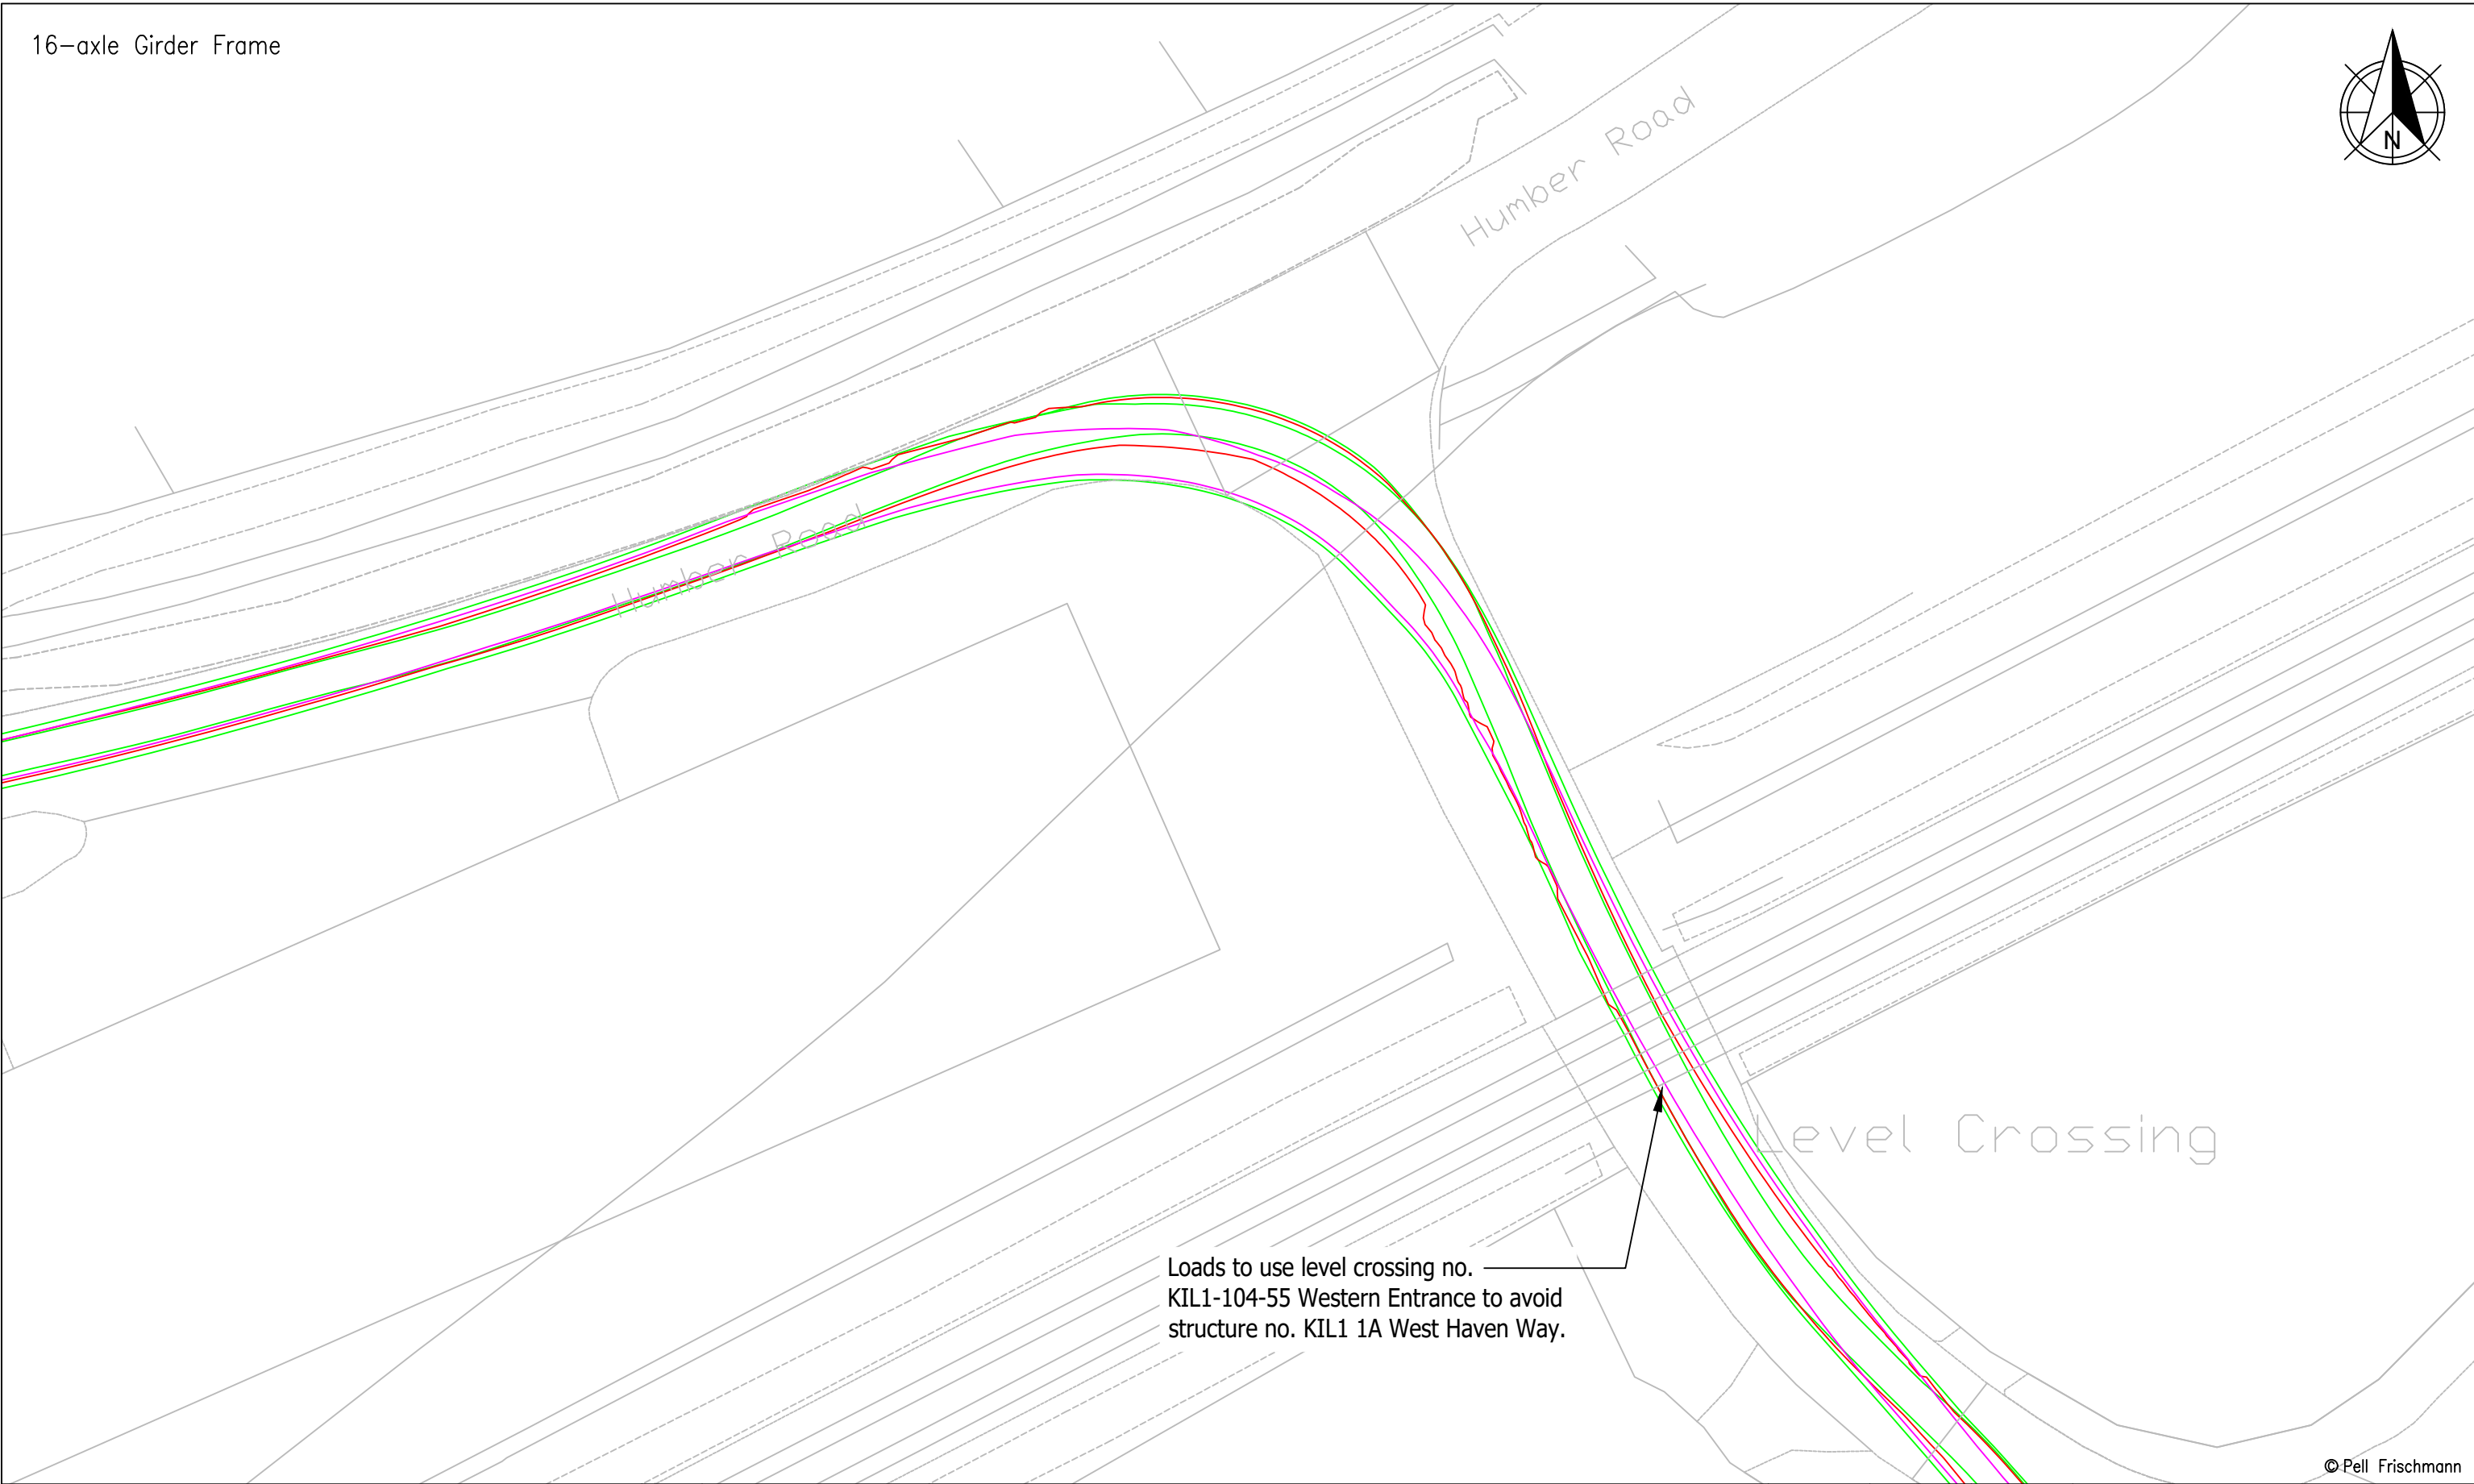 16-axle Girder Frame
N
Humber Road
Humber Road
Level Crossing
Loads to use level crossing no.
KIL1-104-55 Western Entrance to avoid
structure no. KIL1 1A West Haven Way.
© Pell Frischmann